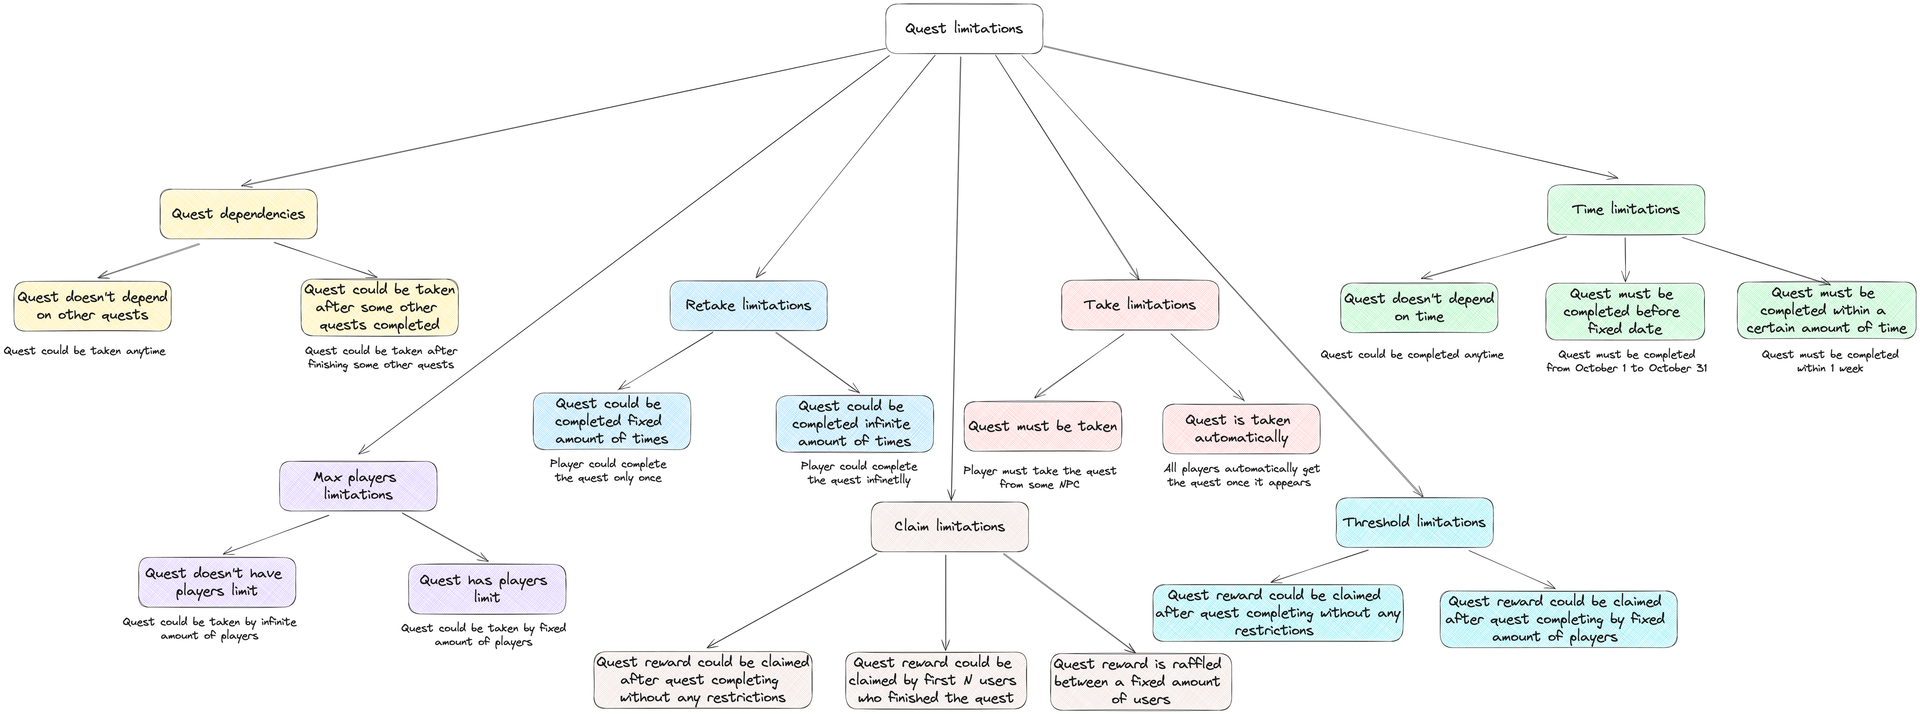 Quest limitations
Quest dependencies
Time limitations
Quest doesn't depend
on other quests
Quest could be taken anytime
Quest could be taken
after some other
quests completed
Quest could be taken after
finishing some other quests
Retake limitations
Take limitations
Quest doesn't depend
on time
Quest could be completed anytime
Quest must be
completed before
fixed date
Quest must be completed
from October 1 to October 31
Quest must be
completed within a
certain amount of time
Quest must be completed
within 1 week
Quest could be
completed fixed
amount of times
Player could complete
the quest only once
Quest could be
completed infinite
amount of times
Player could complete
the quest infinetlly
Quest must be taken
Player must take the quest
from some NPC
Quest is taken
automatically
All players automatically get
the quest once it appears
Max players
limitations
Claim limitations
Threshold limitations
Quest doesn't have
players limit
Quest could be taken by infinite
amount of players
Quest has players
limit
Quest could be taken by fixed
amount of players
Quest reward could be claimed
after quest completing without any
restrictions
Quest reward could be claimed
after quest completing by fixed
amount of players
Quest reward could be claimed
after quest completing
without any restrictions
Quest reward could be
claimed by first N users
who finished the quest
Quest reward is raffled
between a fixed amount
of users